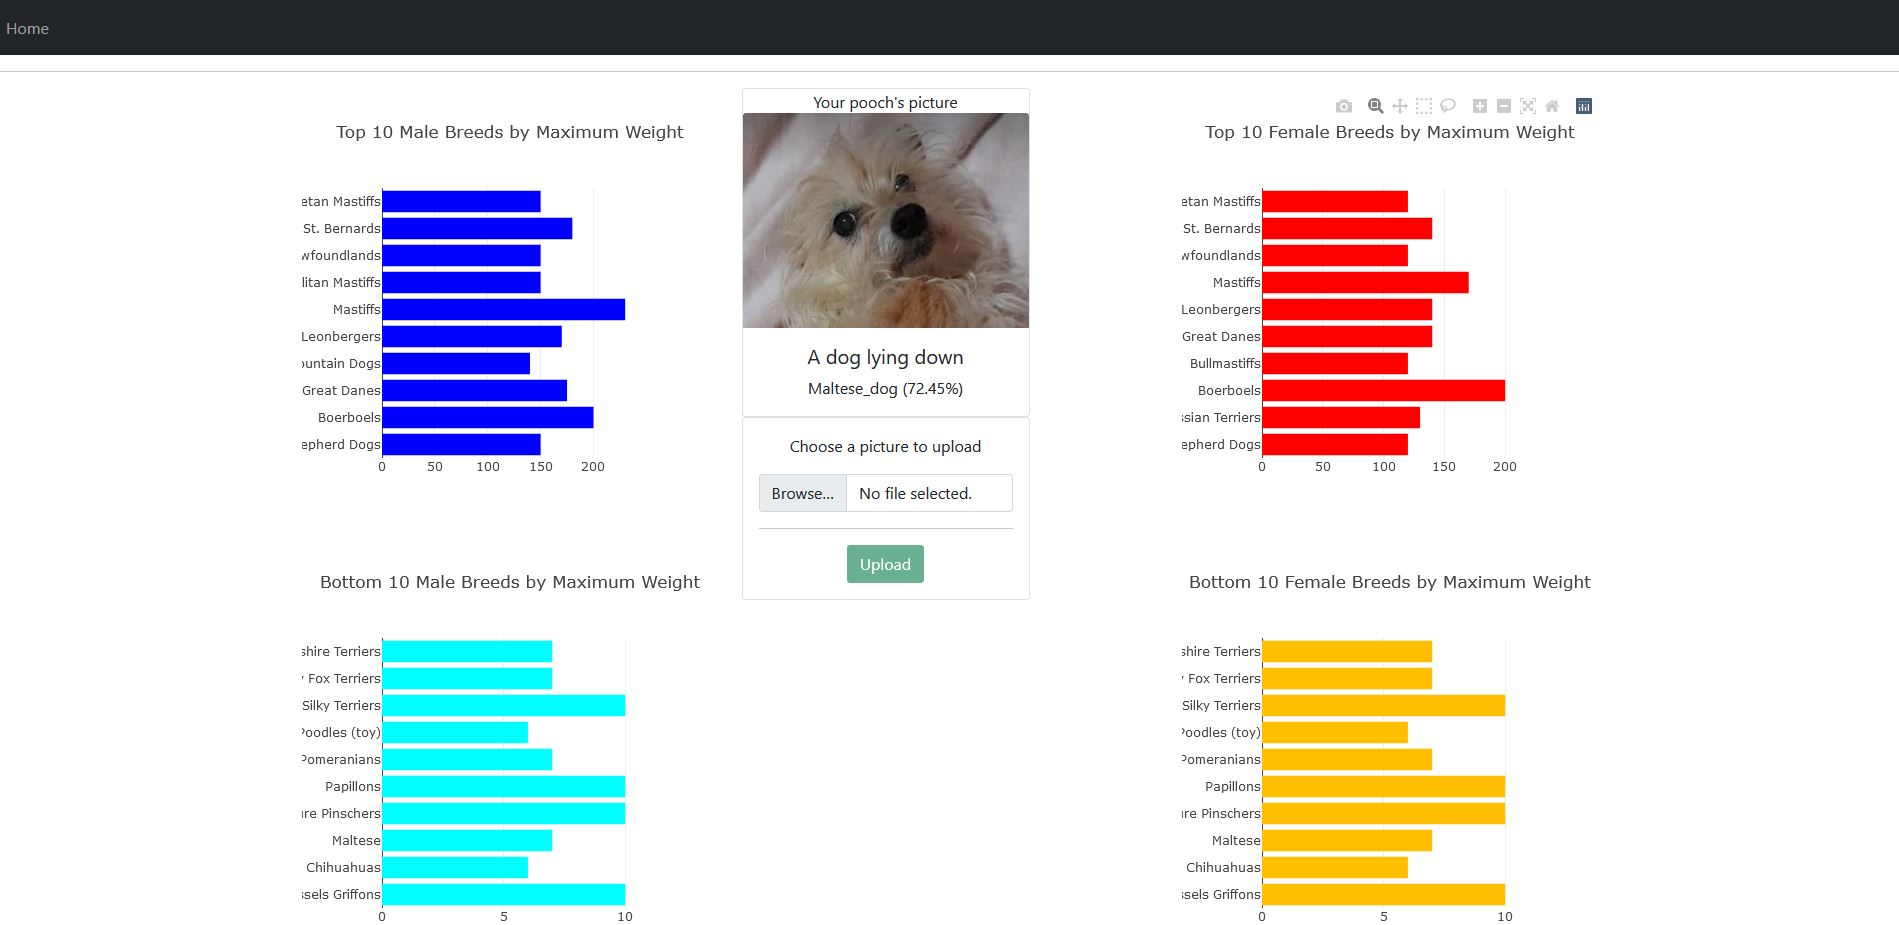 Home
Top 10 Male Breeds by Maximum Weight
etan Mastiffs
St. Bernards
wfoundlands
litan Mastiffs
Mastiffs
Leonbergers
ountain Dogs
Great Danes
Boerboels
epherd Dogs
0 50 100 150 200
Your pooch's picture
A dog lying down
Maltese_dog (72.45%)
Choose a picture to upload
Browse... No file selected.
Upload
Top 10 Female Breeds by Maximum Weight
etan Mastiffs
St. Bernards
wfoundlands
Mastiffs
Leonbergers
Great Danes
Bullmastiffs
Boerboels
ssian Terriers
epherd Dogs
0 50 100 150 200
Bottom 10 Male Breeds by Maximum Weight
shire Terriers
y Fox Terriers
Silky Terriers
Poodles (toy)
Pomeranians
Papillons
ure Pinschers
Maltese
Chihuahuas
ssels Griffons
0 5 10
Bottom 10 Female Breeds by Maximum Weight
shire Terriers
y Fox Terriers
Silky Terriers
Poodles (toy)
Pomeranians
Papillons
ure Pinschers
Maltese
Chihuahuas
ssels Griffons
0 5 10